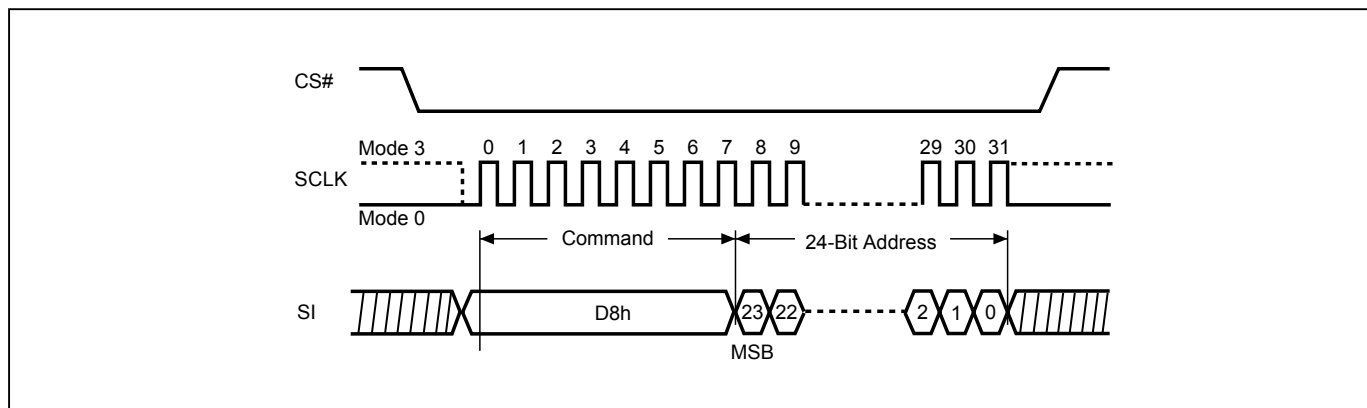 CS#
Mode 3
0 1 2 3 4 5 6 7 8 9 29 30 31
SCLK
Mode 0
Command
24-Bit Address
SI
D8h
23 22 2 1 0
MSB